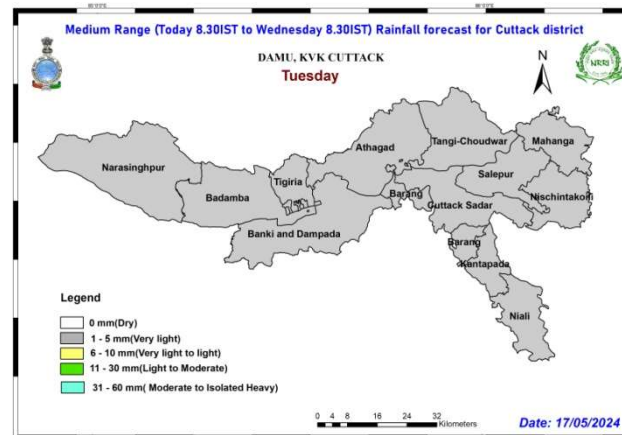 Medium Range (Today 8.30IST to Wednesday 8.30IST) Rainfall forecast for Cuttack district
DAMU, KVK CUTTACK
Tuesday
N
NRRI
Narasinghpur
Badamba
Tigiria
Banki and Dampada
Athagad
Barang
Tangi-Choudwar
Mahanga
Salepur
Nischintakoili
Cuttack Sadar
Barang
Kantapada
Niali
Legend
0 mm(Dry)
1 - 5 mm(Very light)
6 - 10 mm(Very light to light)
11 - 30 mm(Light to Moderate)
31 - 60 mm( Moderate to Isolated Heavy)
0 4 8 16 24 32
Kilometers
Date: 17/05/2024